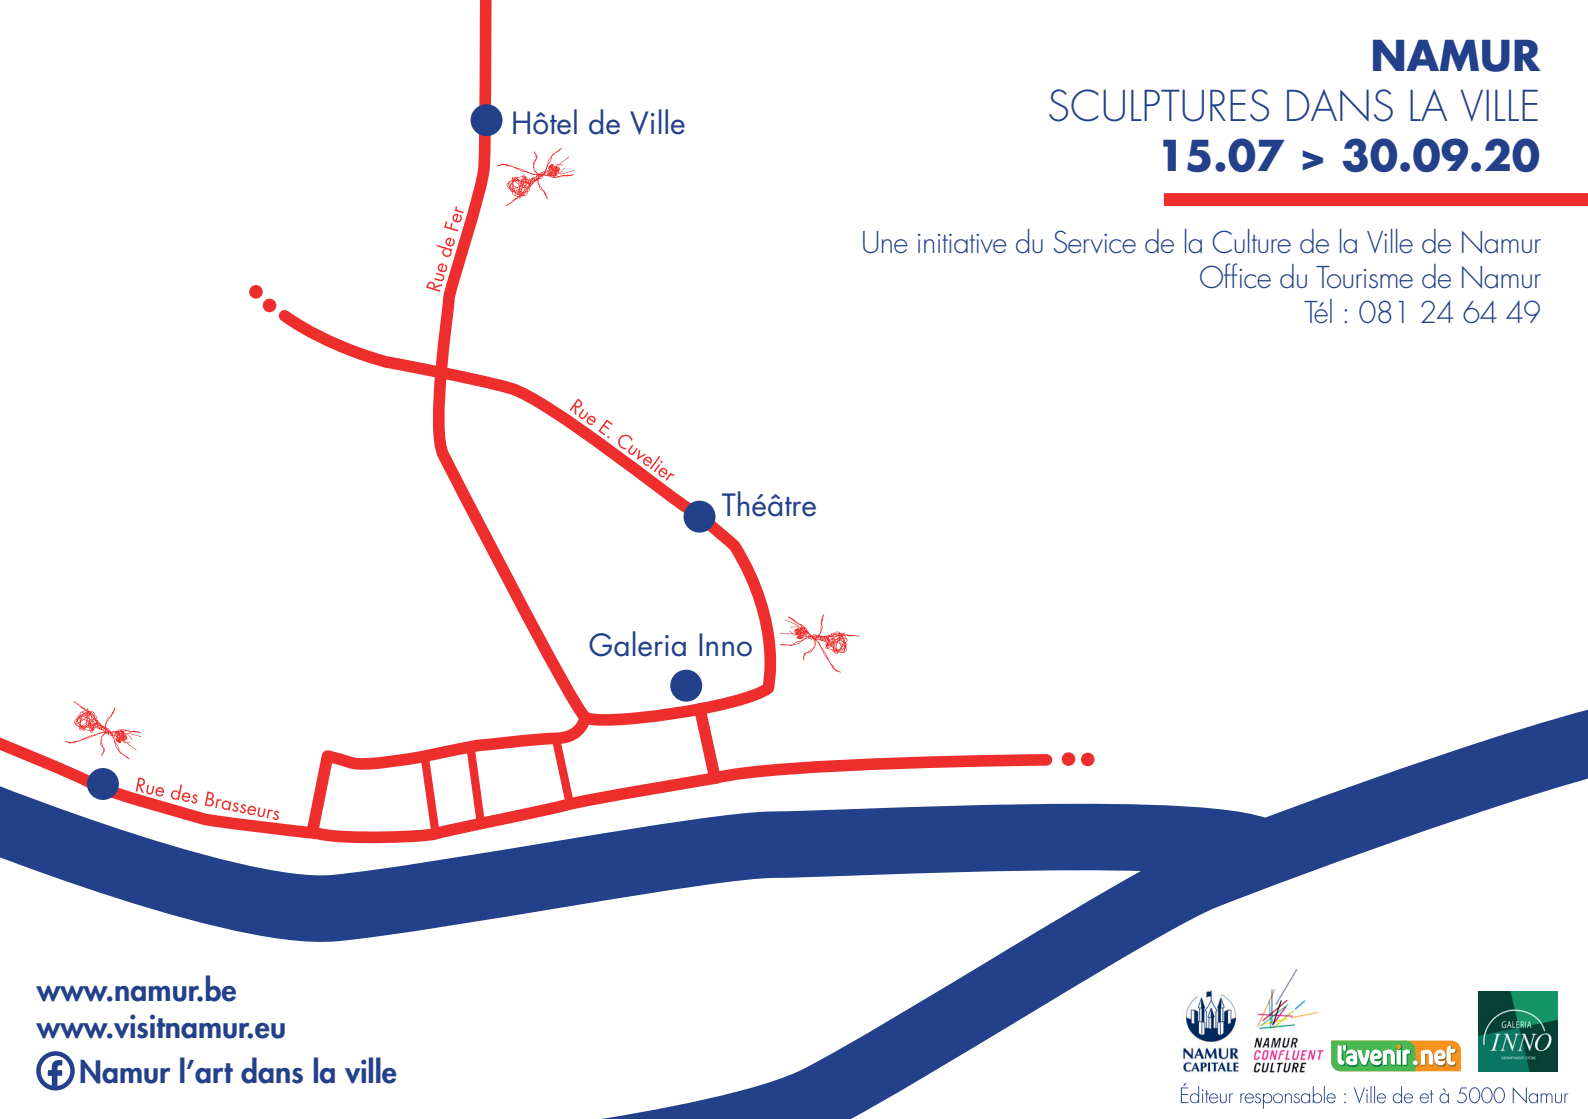 NAMUR
SCULPTURES DANS LA VILLE
15.07 > 30.09.20
Une initiative du Service de la Culture de la Ville de Namur
Office du Tourisme de Namur
Tél : 081 24 64 49
Hôtel de Ville
Rue de Fer
Rue E. Cuvelier
Théâtre
Galeria Inno
Rue des Brasseurs
www.namur.be
www.visitnamur.eu
Namur l'art dans la ville
NAMUR
CAPITALE
NAMUR
CONFLUENT
CULTURE
l'avenir.net
GALERIA
INNO
DEPARTMENT STORE
Éditeur responsable : Ville de et à 5000 Namur